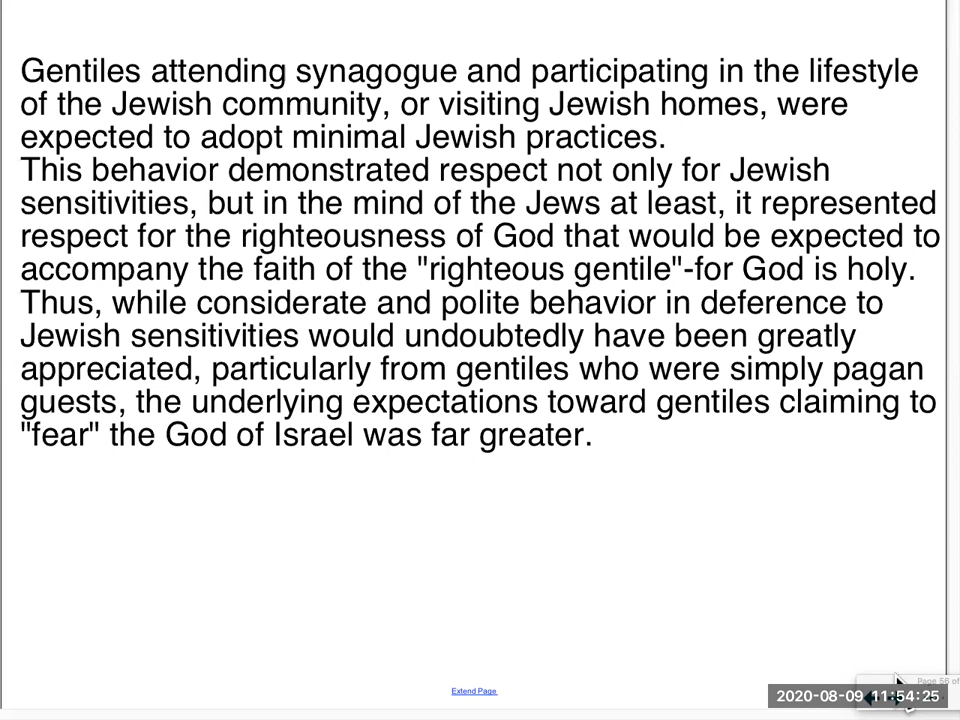 Gentiles attending synagogue and participating in the lifestyle
of the Jewish community, or visiting Jewish homes, were
expected to adopt minimal Jewish practices.
This behavior demonstrated respect not only for Jewish
sensitivities, but in the mind of the Jews at least, it represented
respect for the righteousness of God that would be expected to
accompany the faith of the "righteous gentile"-for God is holy.
Thus, while considerate and polite behavior in deference to
Jewish sensitivities would undoubtedly have been greatly
appreciated, particularly from gentiles who were simply pagan
guests, the underlying expectations toward gentiles claiming to
"fear" the God of Israel was far greater.
Page 56 of
Extend Page
2020-08-09 11:54:25